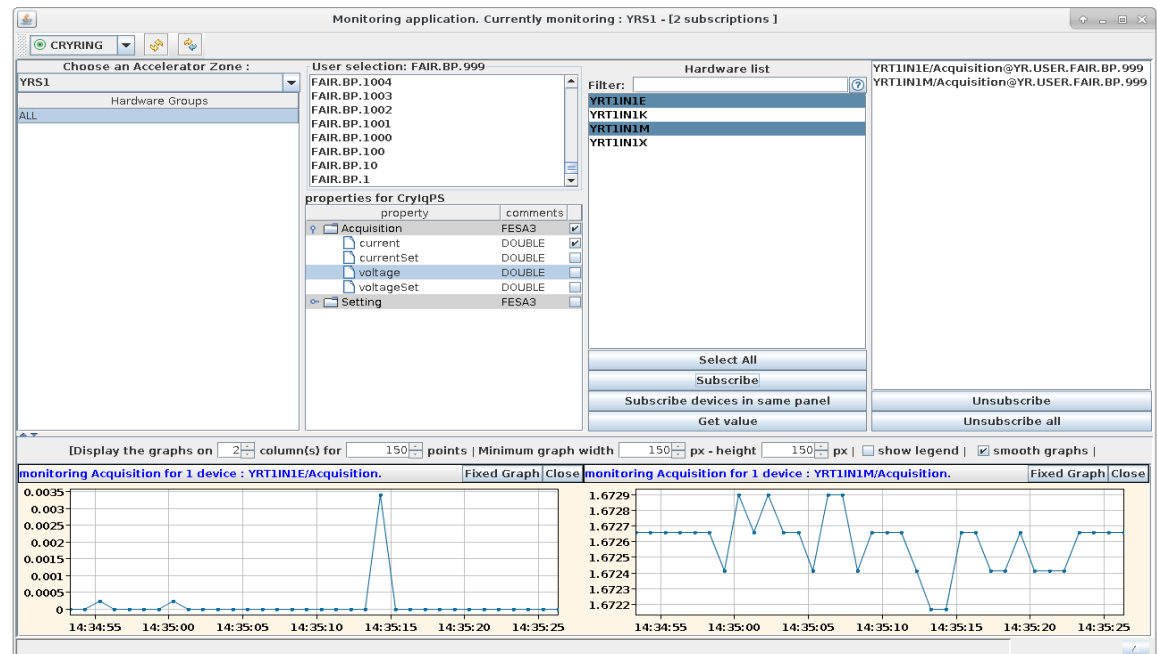 Monitoring application. Currently monitoring : YRS1 - [2 subscriptions ]
CRYRING
Choose an Accelerator Zone :
YRS1
Hardware Groups
ALL
User selection: FAIR.BP.999
FAIR.BP.1004
FAIR.BP.1003
FAIR.BP.1002
FAIR.BP.1001
FAIR.BP.1000
FAIR.BP.100
FAIR.BP.10
FAIR.BP.1
properties for CryIqPS
property comments
Acquisition FESA3
current DOUBLE
currentSet DOUBLE
voltage DOUBLE
voltageSet DOUBLE
Setting FESA3
Hardware list
Filter: ?
YRT1IN1E
YRT1IN1K
YRT1IN1M
YRT1IN1X
Select All
Subscribe
Subscribe devices in same panel
Get value
YRT1IN1E/Acquisition@YR.USER.FAIR.BP.999
YRT1IN1M/Acquisition@YR.USER.FAIR.BP.999
Unsubscribe
Unsubscribe all
[Display the graphs on 2 column(s) for 150 points | Minimum graph width 150 px - height 150 px | show legend | smooth graphs |
monitoring Acquisition for 1 device : YRT1IN1E/Acquisition. Fixed Graph Close
0.0035
0.003
0.0025
0.002
0.0015
0.001
0.0005
0
14:34:55 14:35:00 14:35:05 14:35:10 14:35:15 14:35:20 14:35:25
monitoring Acquisition for 1 device : YRT1IN1M/Acquisition. Fixed Graph Close
1.6729
1.6728
1.6727
1.6726
1.6725
1.6724
1.6723
1.6722
14:34:55 14:35:00 14:35:05 14:35:10 14:35:15 14:35:20 14:35:25